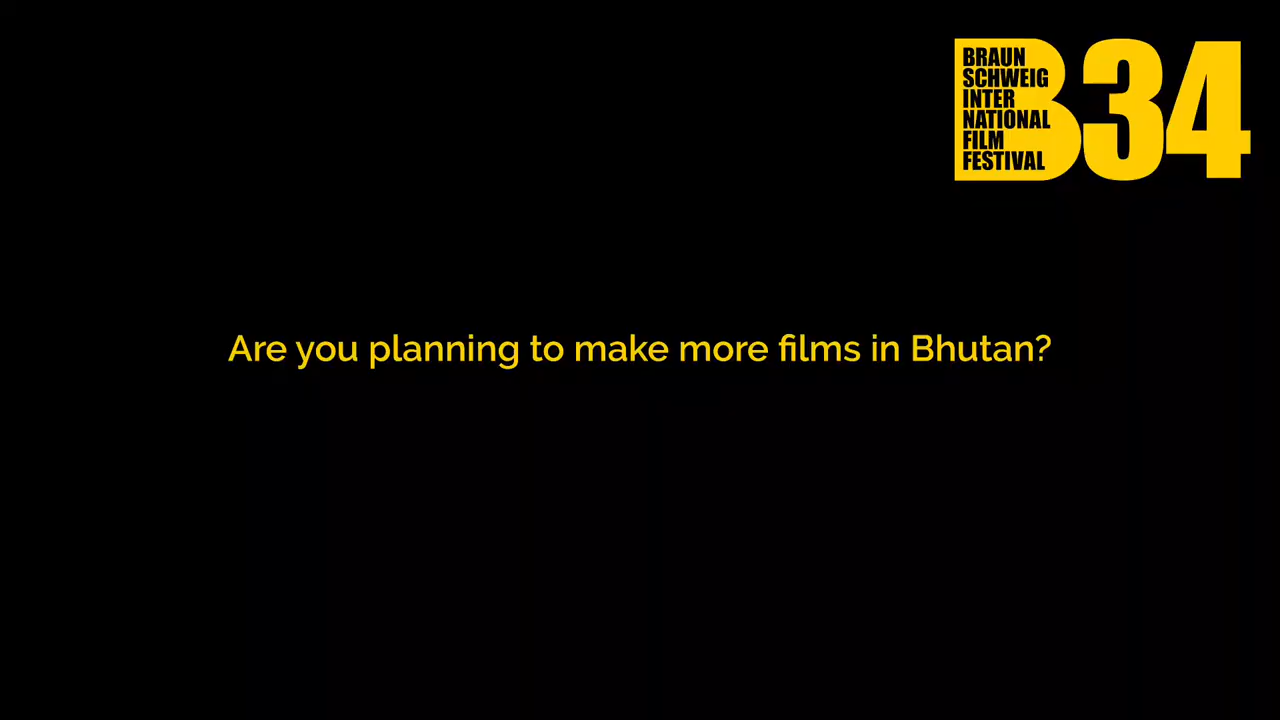 BRAUN
SCHWEIG
INTER
NATIONAL
FILM
FESTIVAL
B34
Are you planning to make more films in Bhutan?